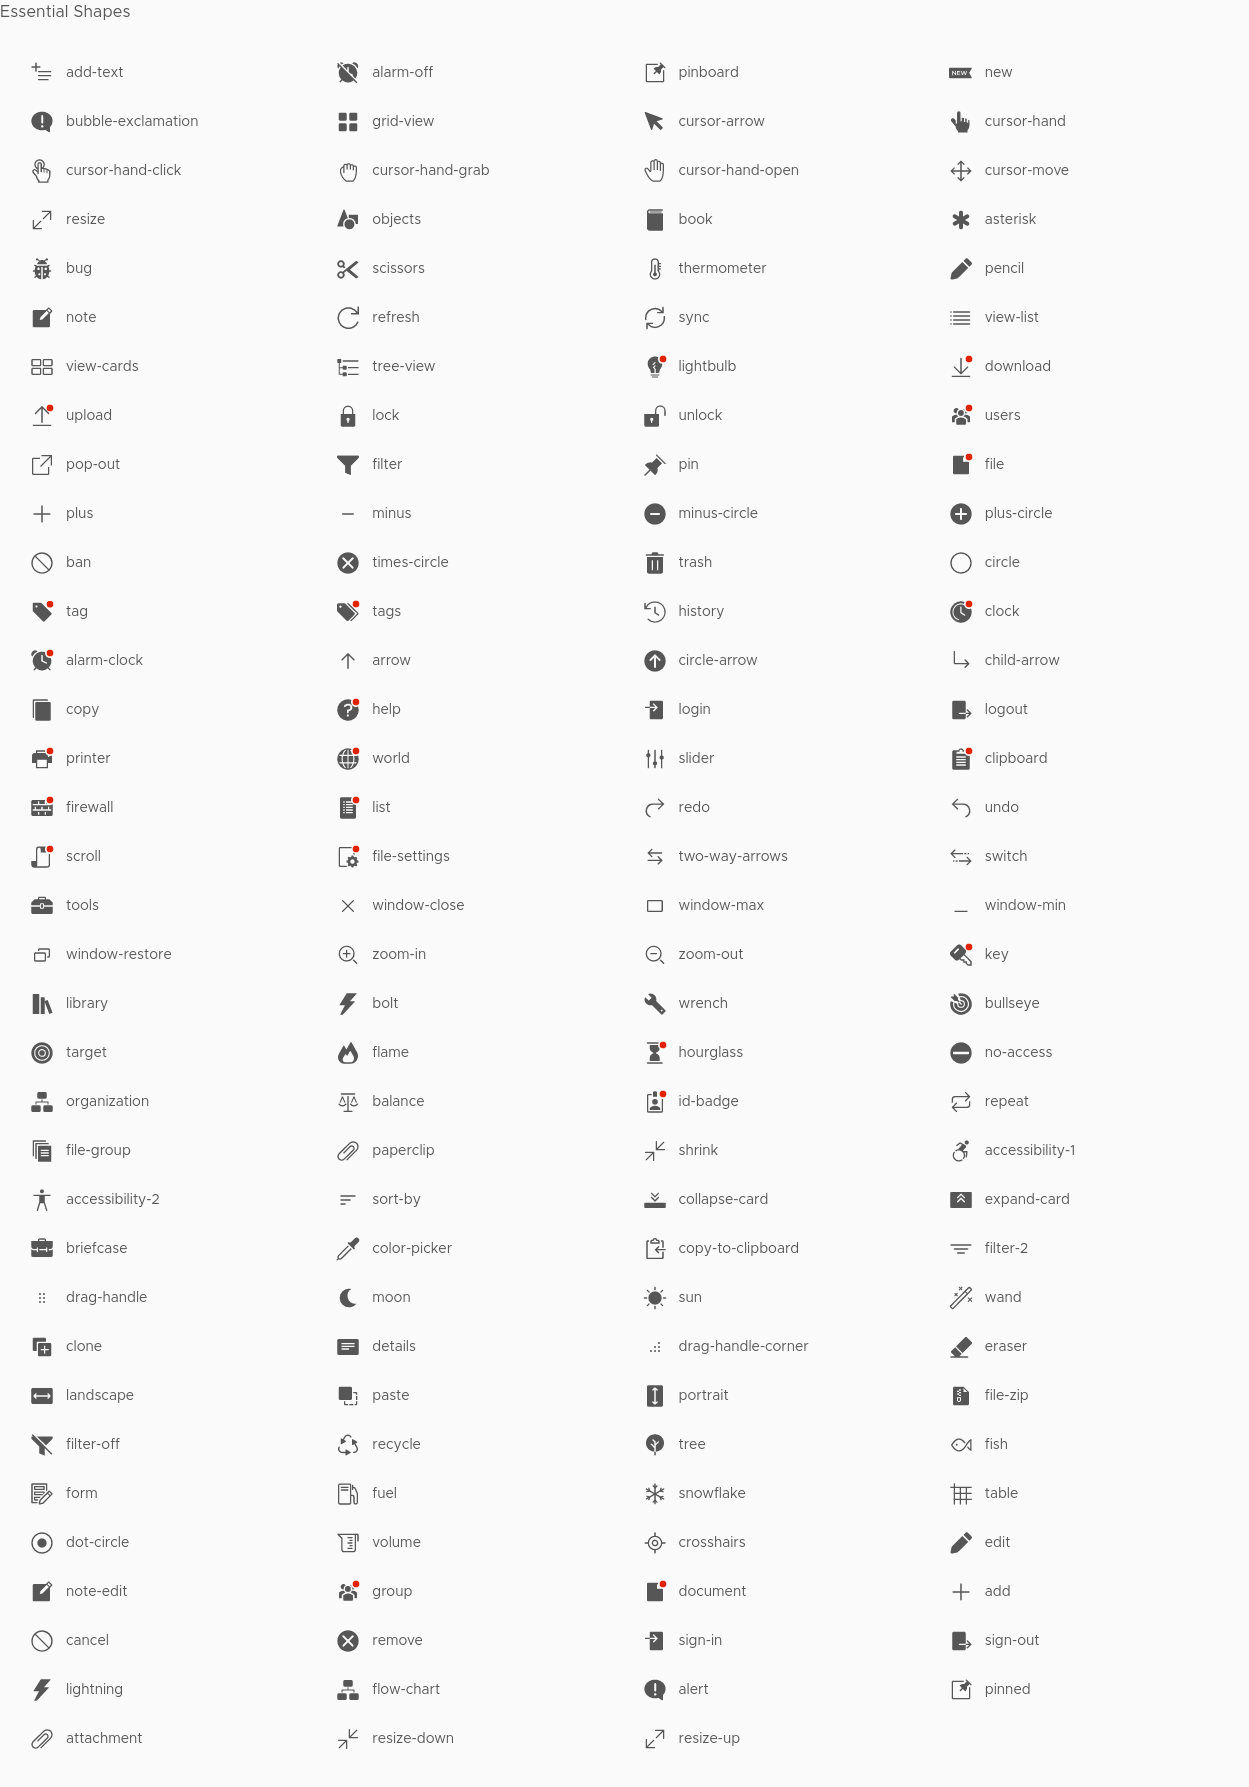 Essential Shapes
add-text alarm-off pinboard new
bubble-exclamation grid-view cursor-arrow cursor-hand
cursor-hand-click cursor-hand-grab cursor-hand-open cursor-move
resize objects book asterisk
bug scissors thermometer pencil
note refresh sync view-list
view-cards tree-view lightbulb download
upload lock unlock users
pop-out filter pin file
plus minus minus-circle plus-circle
ban times-circle trash circle
tag tags history clock
alarm-clock arrow circle-arrow child-arrow
copy help login logout
printer world slider clipboard
firewall list redo undo
scroll file-settings two-way-arrows switch
tools window-close window-max window-min
window-restore zoom-in zoom-out key
library bolt wrench bullseye
target flame hourglass no-access
organization balance id-badge repeat
file-group paperclip shrink accessibility-1
accessibility-2 sort-by collapse-card expand-card
briefcase color-picker copy-to-clipboard filter-2
drag-handle moon sun wand
clone details drag-handle-corner eraser
landscape paste portrait file-zip
filter-off recycle tree fish
form fuel snowflake table
dot-circle volume crosshairs edit
note-edit group document add
cancel remove sign-in sign-out
lightning flow-chart alert pinned
attachment resize-down resize-up